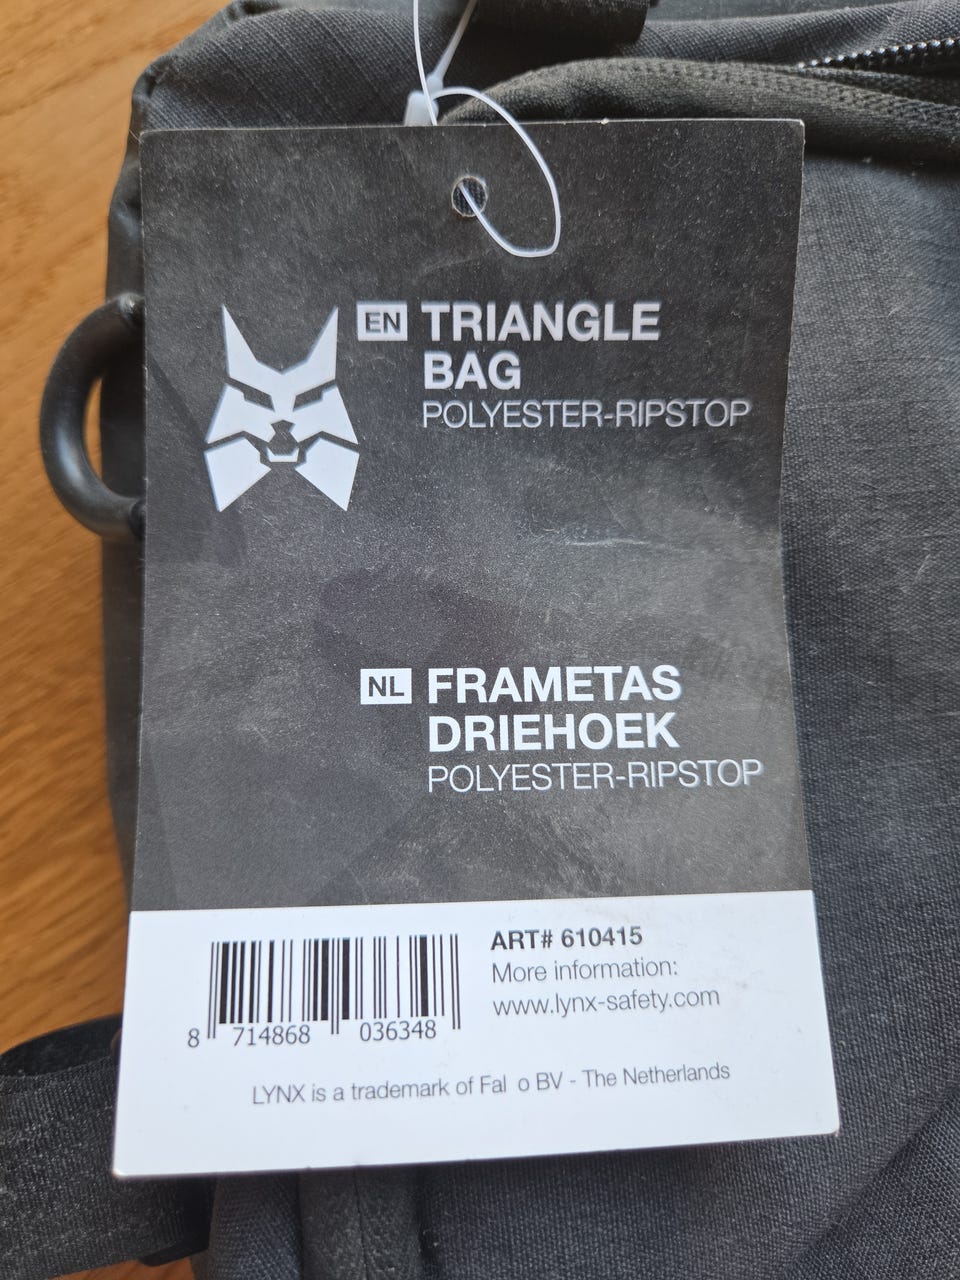 EN TRIANGLE
BAG
POLYESTER-RIPSTOP
NL FRAMETAS
DRIEHOEK
POLYESTER-RIPSTOP
ART# 610415
More information:
www.lynx-safety.com
8 714868 036348
LYNX is a trademark of Fal o BV - The Netherlands